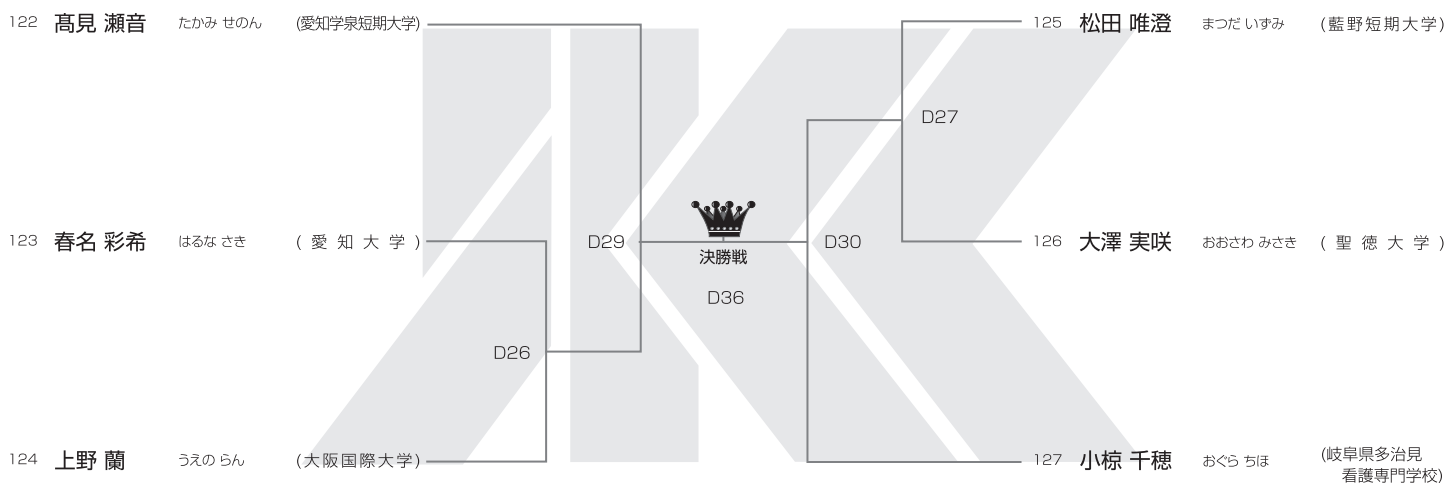 122 髙見 瀬音 たかみ せのん (愛知学泉短期大学)
123 春名 彩希 はるな さき (愛知大学)
124 上野 蘭 うえの らん (大阪国際大学)
D26
D29
決勝戦
D36
D30
D27
125 松田 唯澄 まつだ いずみ (藍野短期大学)
126 大澤 実咲 おおさわ みさき (聖徳大学)
127 小椋 千穂 おぐら ちほ (岐阜県多治見
看護専門学校)